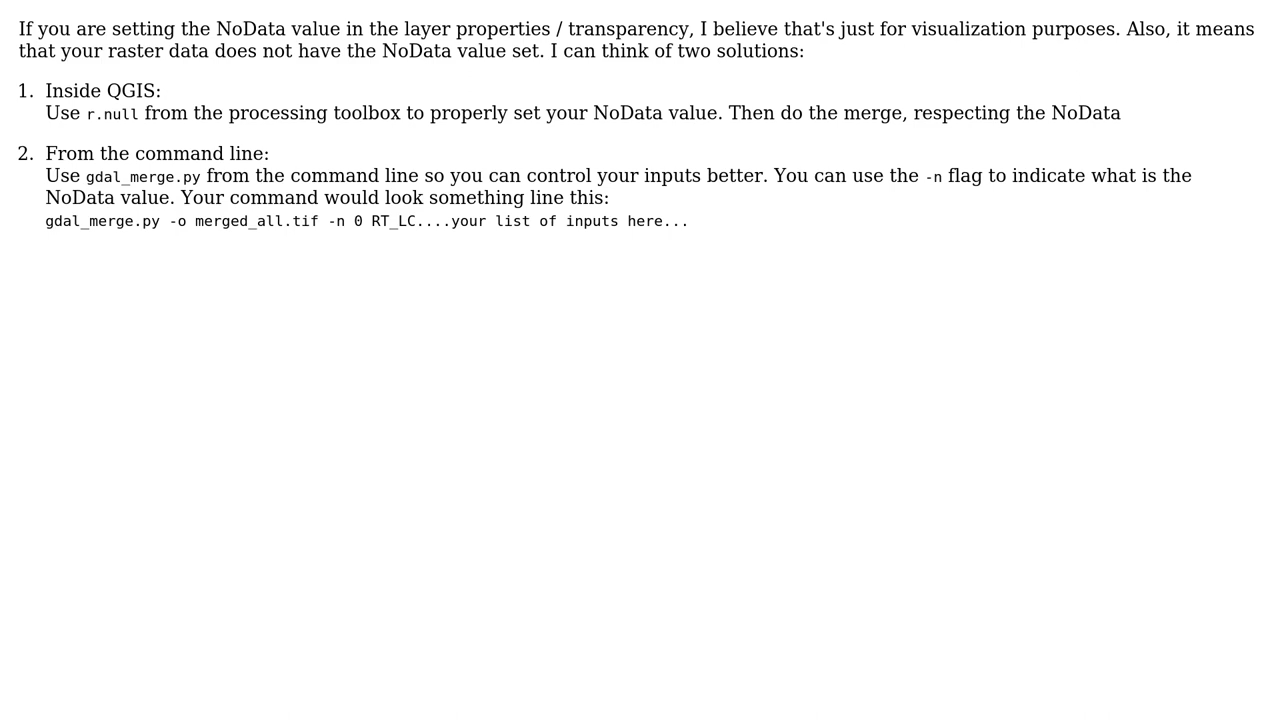 If you are setting the NoData value in the layer properties / transparency, I believe that's just for visualization purposes. Also, it means
that your raster data does not have the NoData value set. I can think of two solutions:
1. Inside QGIS:
Use r.null from the processing toolbox to properly set your NoData value. Then do the merge, respecting the NoData
2. From the command line:
Use gdal_merge.py from the command line so you can control your inputs better. You can use the -n flag to indicate what is the
NoData value. Your command would look something line this:
gdal_merge.py -o merged_all.tif -n 0 RT_LC....your list of inputs here...